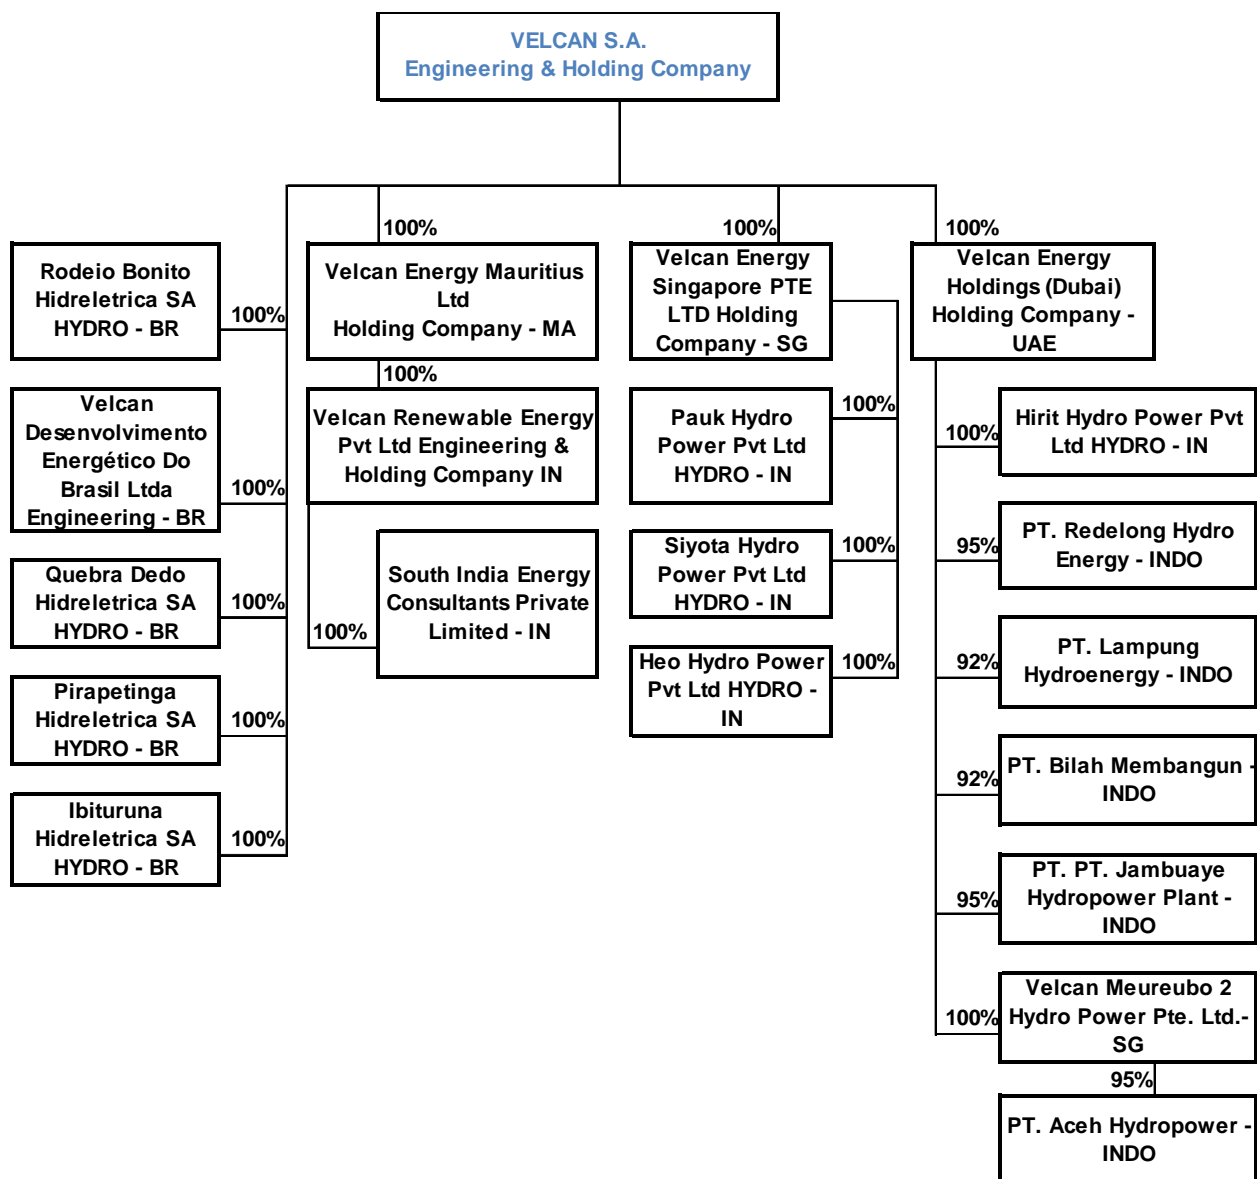 VELCAN S.A.
Engineering & Holding Company
100%
100%
100%
Rodeio Bonito
Hidreletrica SA
HYDRO - BR
100%
Velcan Energy Mauritius
Ltd
Holding Company - MA
Velcan Energy
Singapore PTE
LTD Holding
Company - SG
Velcan Energy
Holdings (Dubai)
Holding Company -
UAE
100%
Velcan
Desenvolvimento
Energético Do
Brasil Ltda
Engineering - BR
100%
Velcan Renewable Energy
Pvt Ltd Engineering &
Holding Company IN
Pauk Hydro
Power Pvt Ltd
HYDRO - IN
100%
100%
Hirit Hydro Power Pvt
Ltd HYDRO - IN
Quebra Dedo
Hidreletrica SA
HYDRO - BR
100%
100%
South India Energy
Consultants Private
Limited - IN
Siyota Hydro
Power Pvt Ltd
HYDRO - IN
100%
95%
PT. Redelong Hydro
Energy - INDO
Pirapetinga
Hidreletrica SA
HYDRO - BR
100%
Heo Hydro Power
Pvt Ltd HYDRO -
IN
100%
92%
PT. Lampung
Hydroenergy - INDO
Ibituruna
Hidreletrica SA
HYDRO - BR
100%
92%
PT. Bilah Membangun -
INDO
95%
PT. PT. Jambuaye
Hydropower Plant -
INDO
100%
Velcan Meureubo 2
Hydro Power Pte. Ltd.-
SG
95%
PT. Aceh Hydropower -
INDO